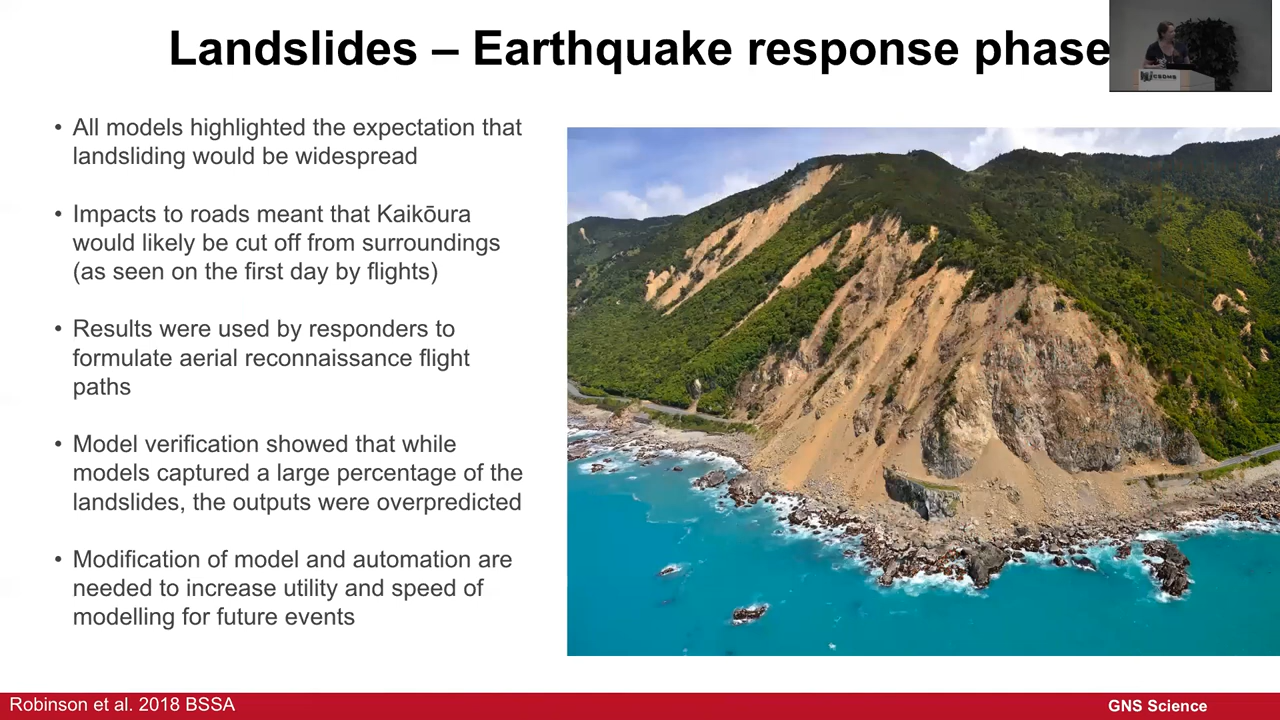 Landslides – Earthquake response phase
• All models highlighted the expectation that
landsliding would be widespread
• Impacts to roads meant that Kaikōura
would likely be cut off from surroundings
(as seen on the first day by flights)
• Results were used by responders to
formulate aerial reconnaissance flight
paths
• Model verification showed that while
models captured a large percentage of the
landslides, the outputs were overpredicted
• Modification of model and automation are
needed to increase utility and speed of
modelling for future events
Robinson et al. 2018 BSSA
GNS Science
CSDMS